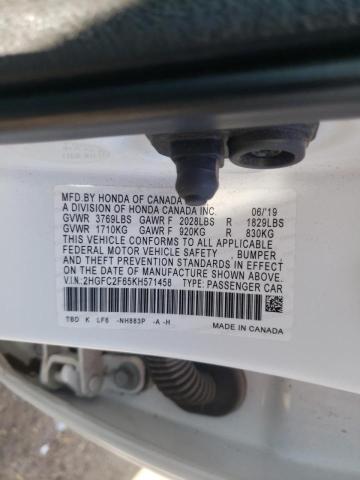 MFD.BY HONDA OF CANADA
A DIVISION OF HONDA CANADA INC. 06/'19
GVWR 3769LBS GAWR F 2028LBS R 1829LBS
GVWR 1710KG GAWR F 920KG R 830KG
THIS VEHICLE CONFORMS TO ALL APPLICABLE
FEDERAL MOTOR VEHICLE SAFETY , BUMPER
AND THEFT PREVENTION STANDARDS IN EFFECT
ON THE DATE OF MANUFACTURE SHOWN ABOVE.
V.I.N.:2HGFC2F65KH571458 TYPE: PASSENGER CAR
TBD K LF6 -NH883P -A -H
MADE IN CANADA